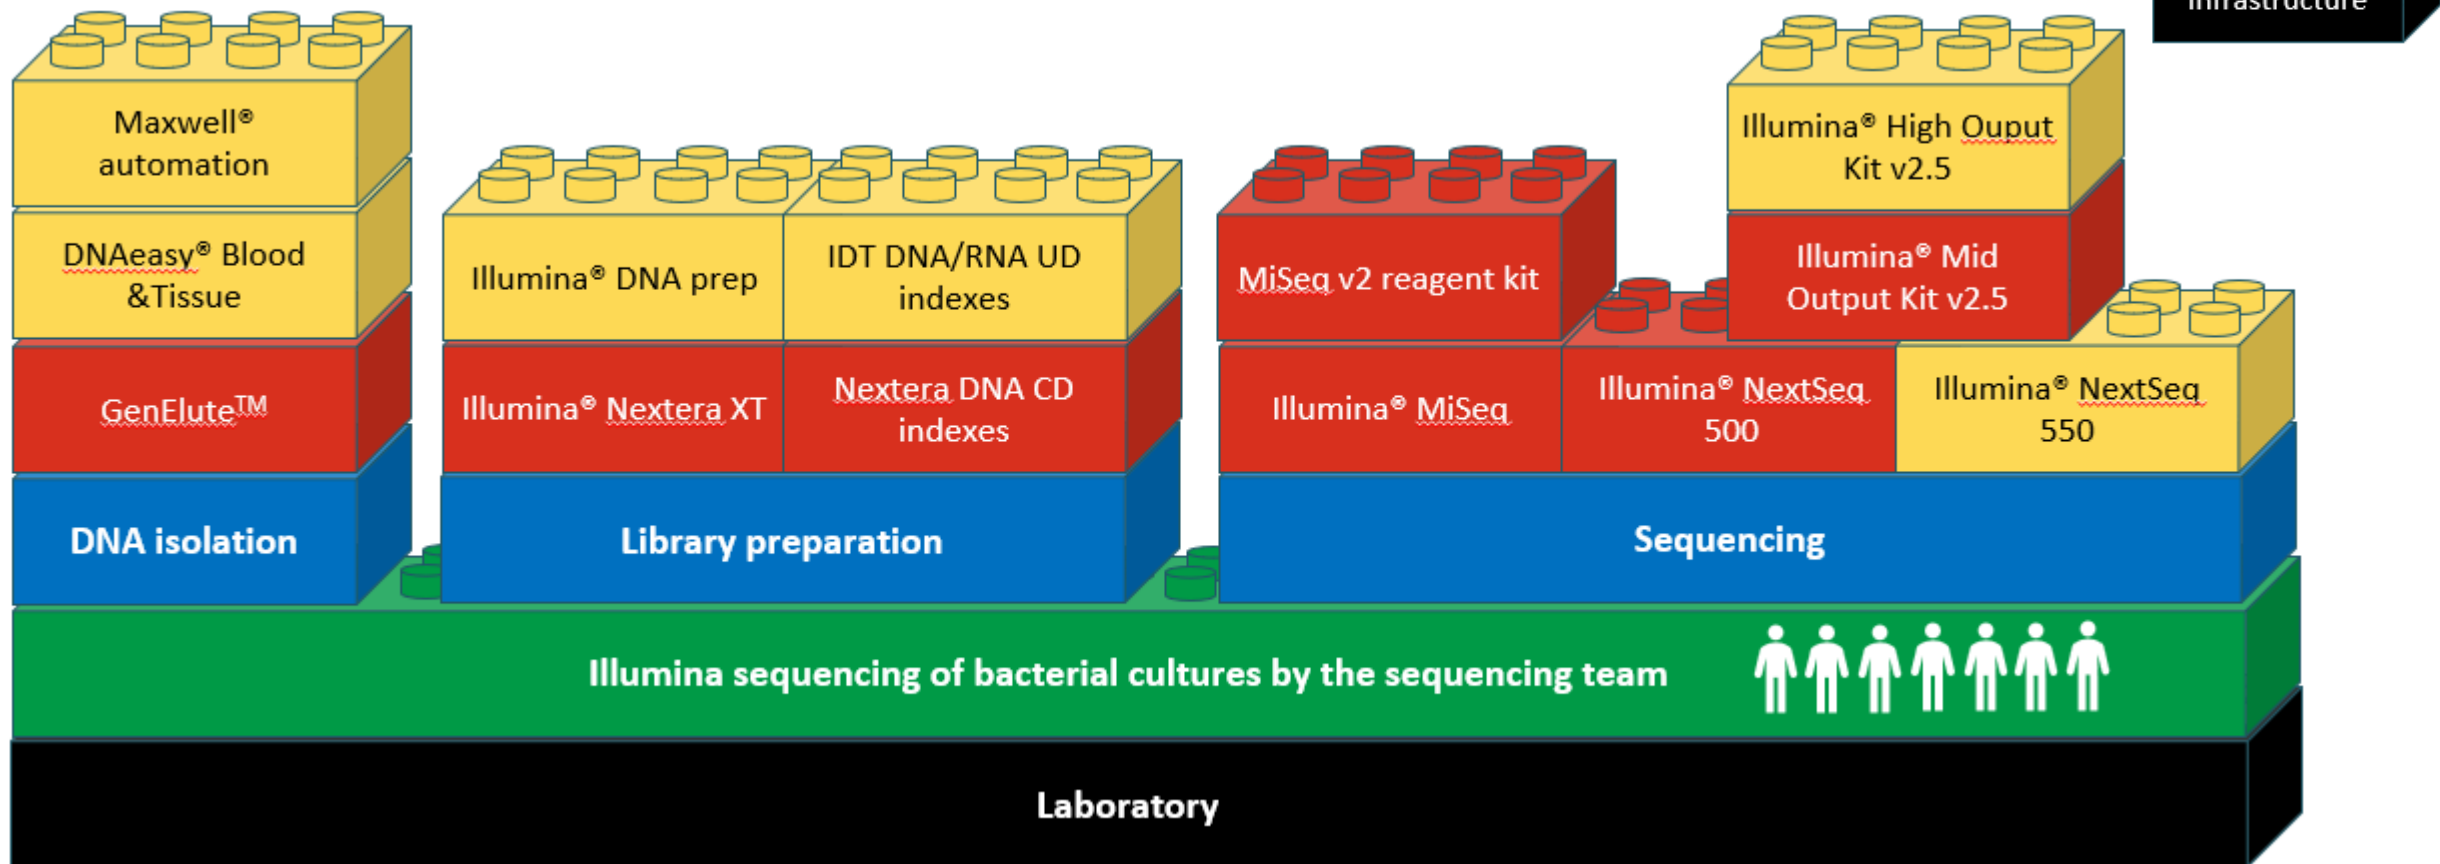 Infrastructure
Maxwell®
automation
DNAeasy® Blood
&Tissue
GenElute™
DNA isolation
Illumina® DNA prep
IDT DNA/RNA UD
indexes
Illumina® Nextera XT
Nextera DNA CD
indexes
Library preparation
MiSeq v2 reagent kit
Illumina® High Ouput
Kit v2.5
Illumina® Mid
Output Kit v2.5
Illumina® MiSeq
Illumina® NextSeq
500
Illumina® NextSeq
550
Sequencing
Illumina sequencing of bacterial cultures by the sequencing team
Laboratory